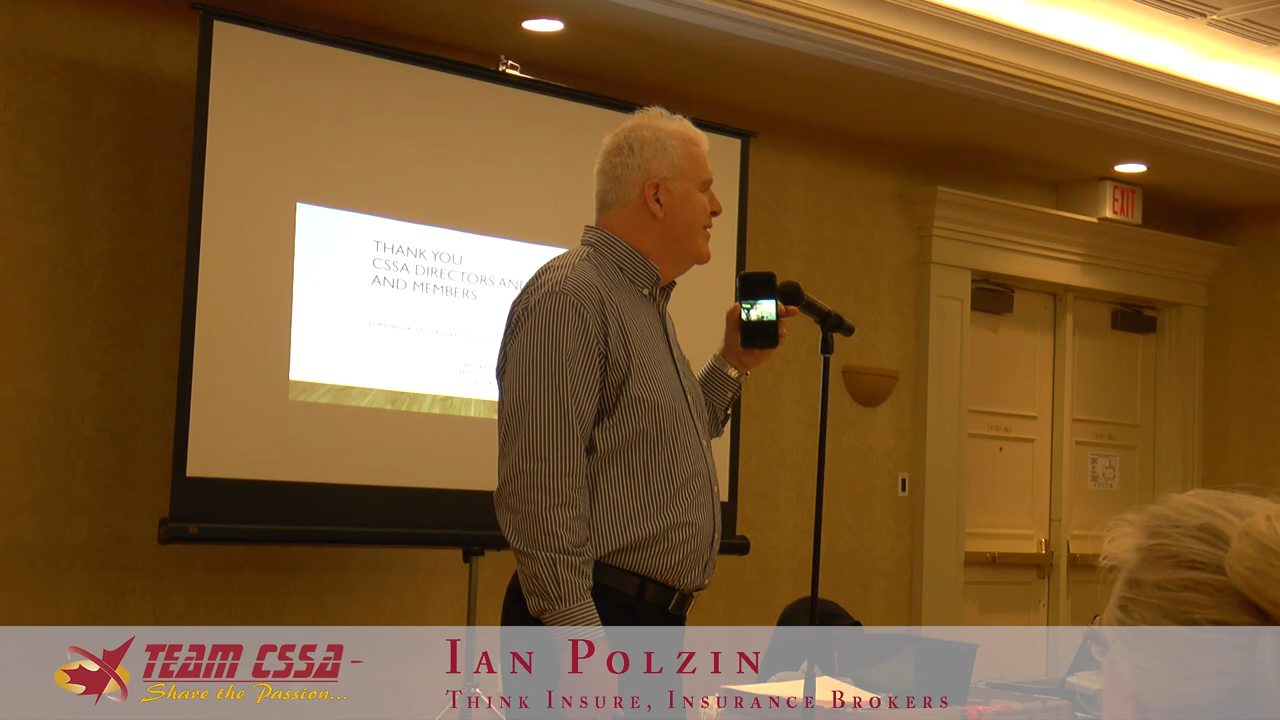 THANK YOU
CSSA DIRECTORS AND
AND MEMBERS
EXIT
TEAM CSSA
Share the Passion...
IAN POLZIN
THINK INSURE, INSURANCE BROKERS